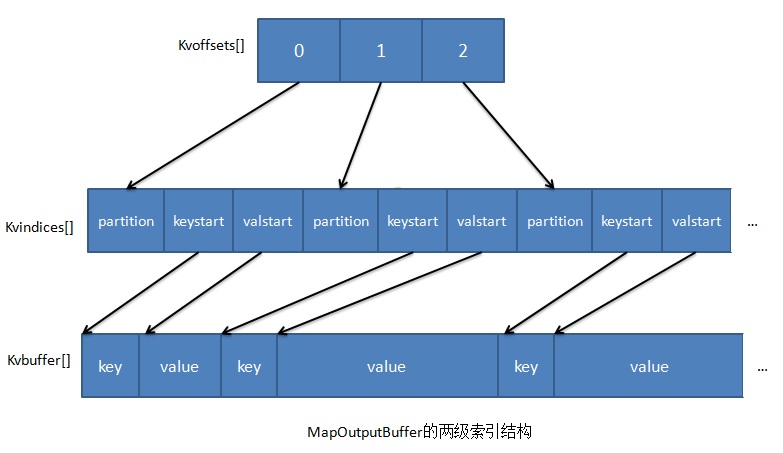 Kvoffsets[] 0 1 2
Kvindices[] partition keystart valstart partition keystart valstart partition keystart valstart ...
Kvbuffer[] key value key value key value ...
MapOutputBuffer的两级索引结构